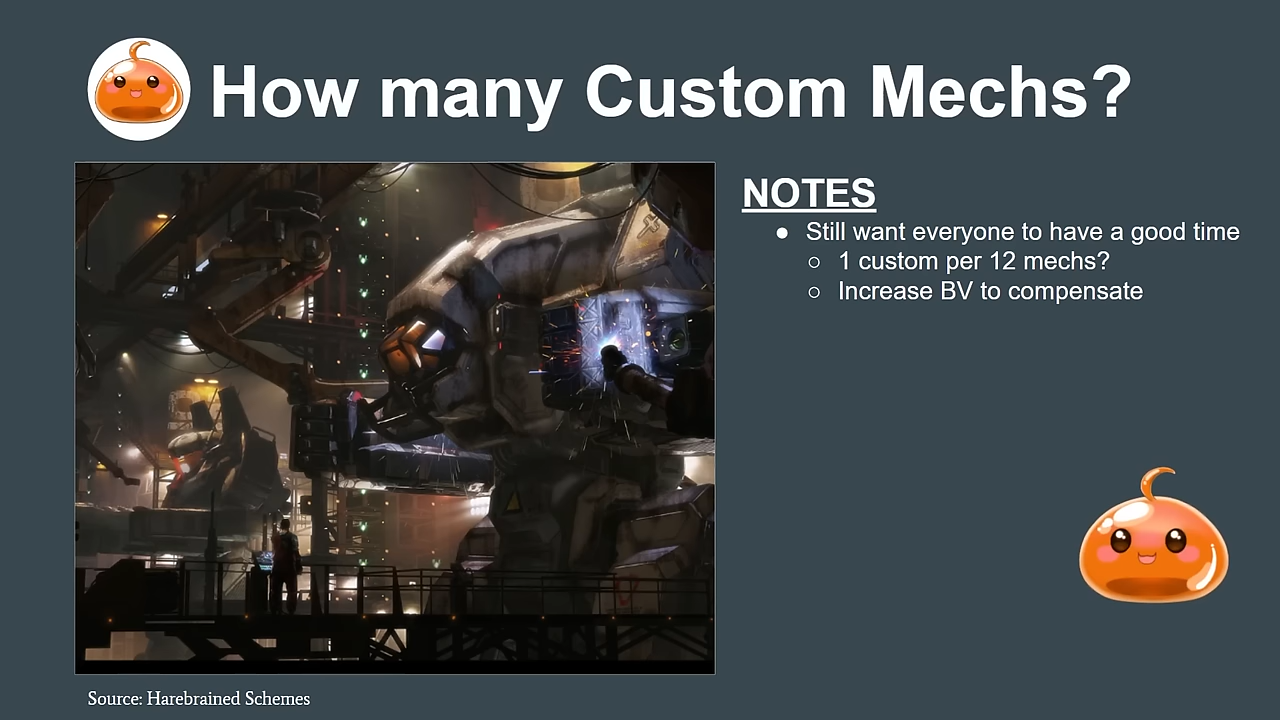 How many Custom Mechs?
NOTES
● Still want everyone to have a good time
○ 1 custom per 12 mechs?
○ Increase BV to compensate
Source: Harebrained Schemes